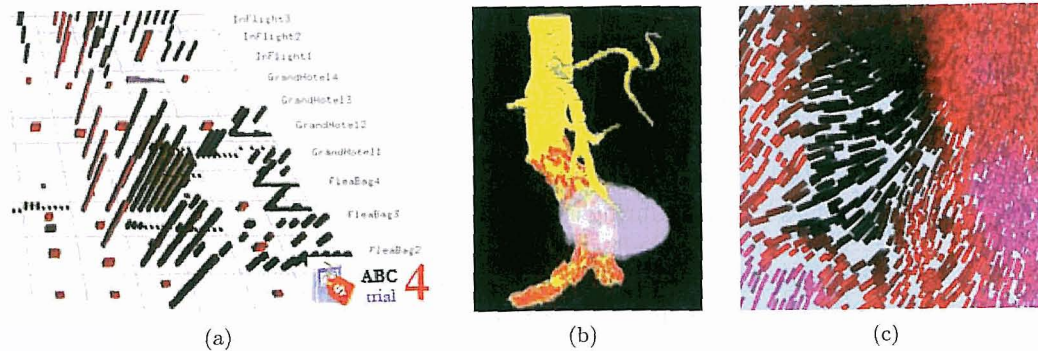 InFlight3
InFlight2
InFlight1
GrandHotel4
GrandHotel3
GrandHotel2
GrandHotel1
FleaBag4
FleaBag3
FleaBag2
ABC
trial 4
(a)
(b)
(c)